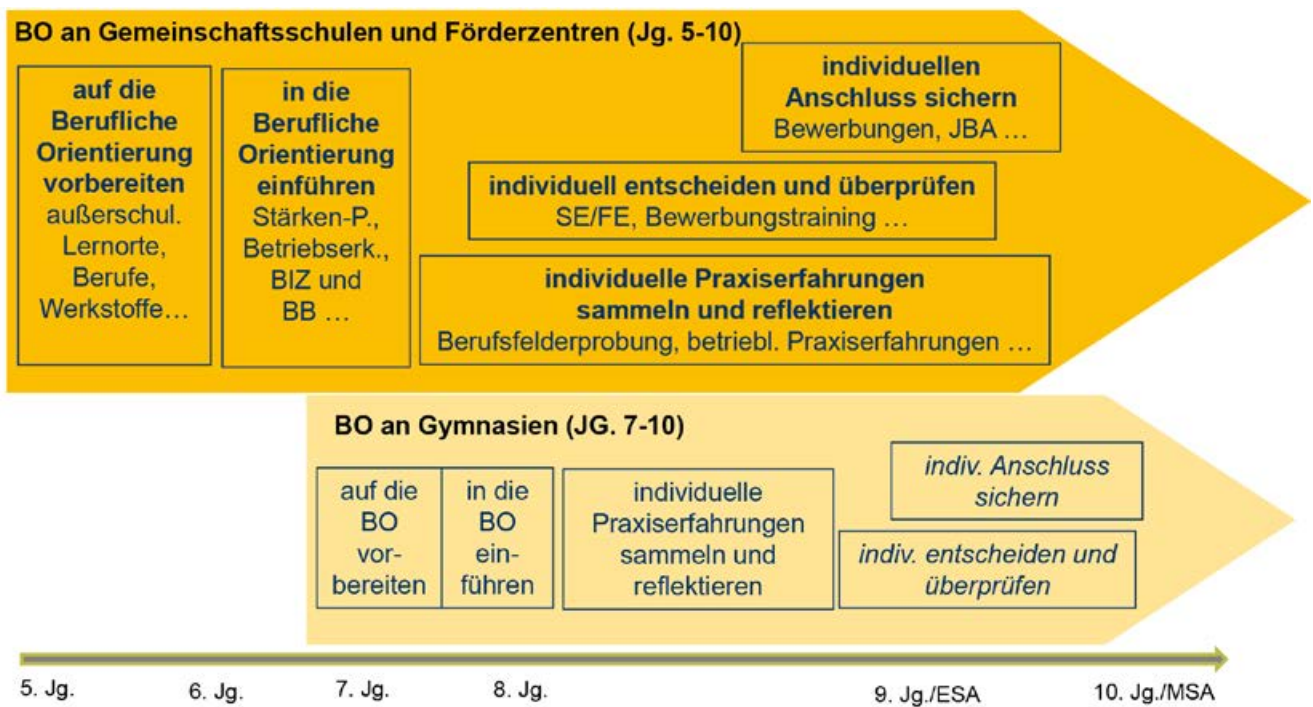 BO an Gemeinschaftsschulen und Förderzentren (Jg. 5-10)
auf die
Berufliche
Orientierung
vorbereiten
außerschul.
Lernorte,
Berufe,
Werkstoffe…
in die
Berufliche
Orientierung
einführen
Stärken-P.,
Betriebserk.,
BIZ und
BB …
individuellen
Anschluss sichern
Bewerbungen, JBA …
individuell entscheiden und überprüfen
SE/FE, Bewerbungstraining …
individuelle Praxiserfahrungen
sammeln und reflektieren
Berufsfelderprobung, betriebl. Praxiserfahrungen …
BO an Gymnasien (JG. 7-10)
auf die
BO
vor-
bereiten
in die
BO
ein-
führen
individuelle
Praxiserfahrungen
sammeln und
reflektieren
indiv. Anschluss
sichern
indiv. entscheiden und
überprüfen
5. Jg.
6. Jg.
7. Jg.
8. Jg.
9. Jg./ESA
10. Jg./MSA